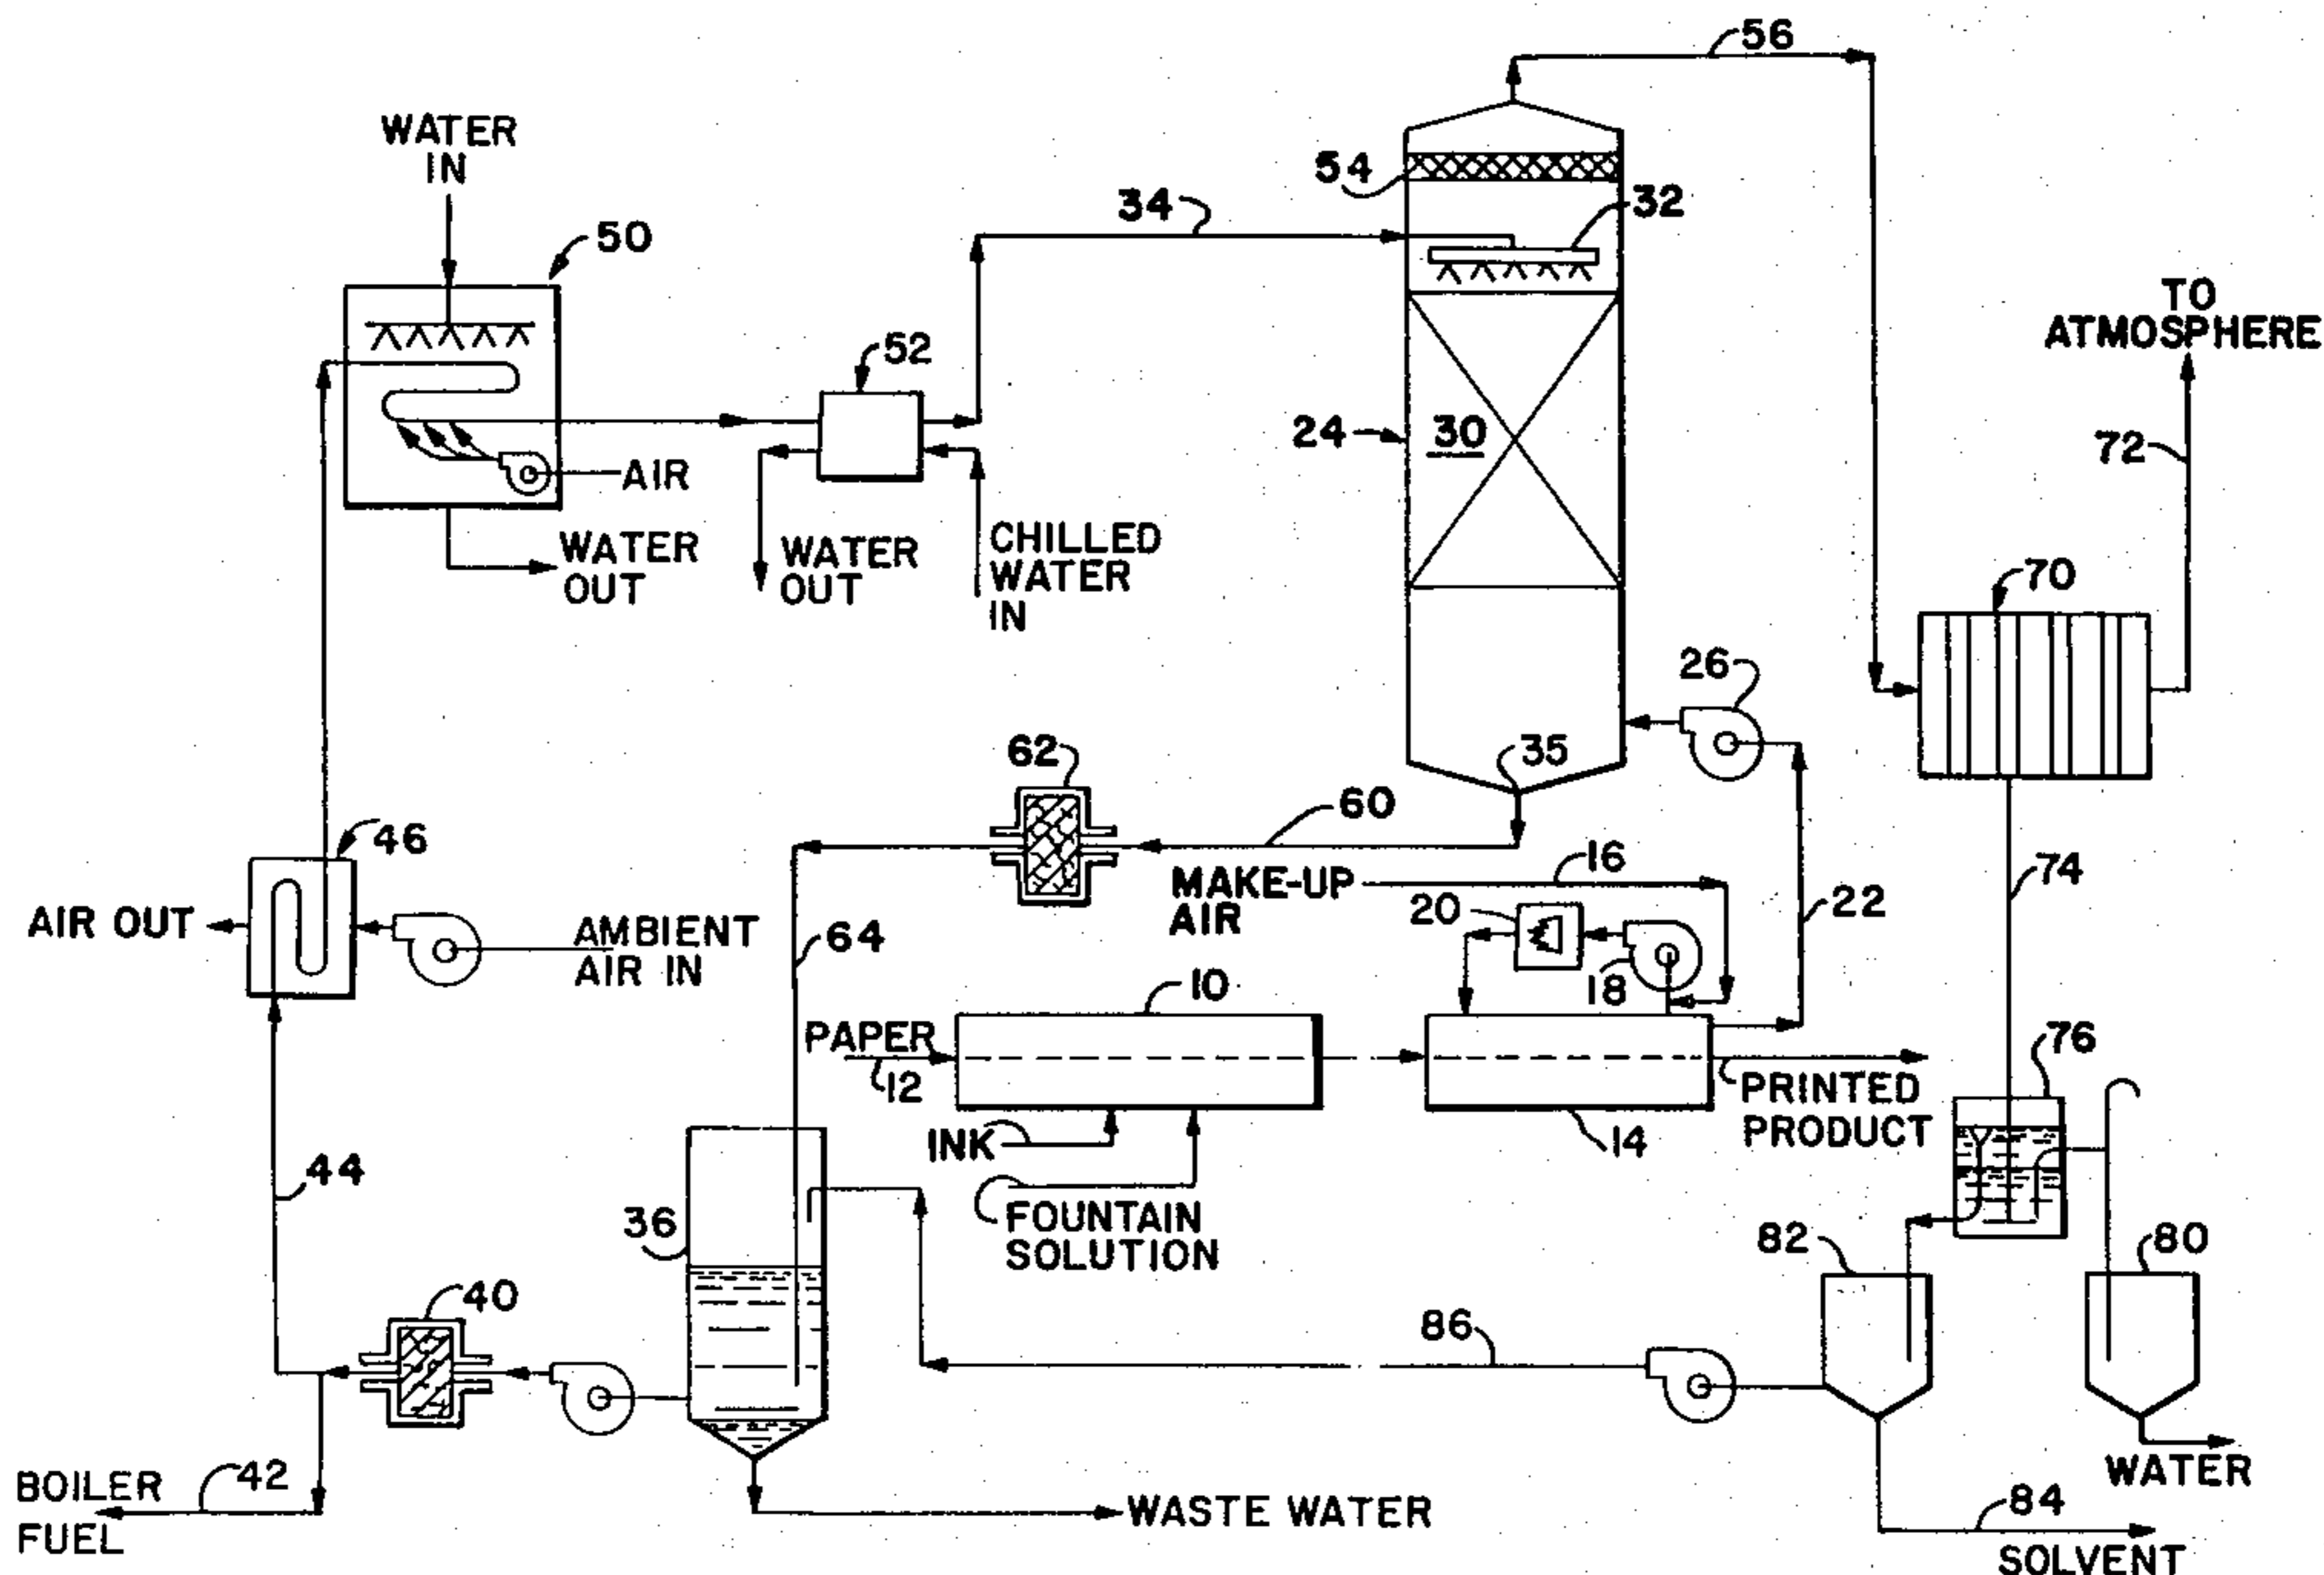 56
WATER
IN
54
32
34
50
TO
ATMOSPHERE
52
24
30
72
AIR
WATER
OUT
WATER
OUT
CHILLED
WATER
IN
70
26
35
62
60
46
16
MAKE-UP
AIR
20
74
22
AIR OUT
AMBIENT
AIR IN
64
18
10
PAPER
12
76
PRINTED
PRODUCT
INK
14
44
36
FOUNTAIN
SOLUTION
82
80
40
86
BOILER
FUEL
42
WATER
WASTE WATER
84
SOLVENT